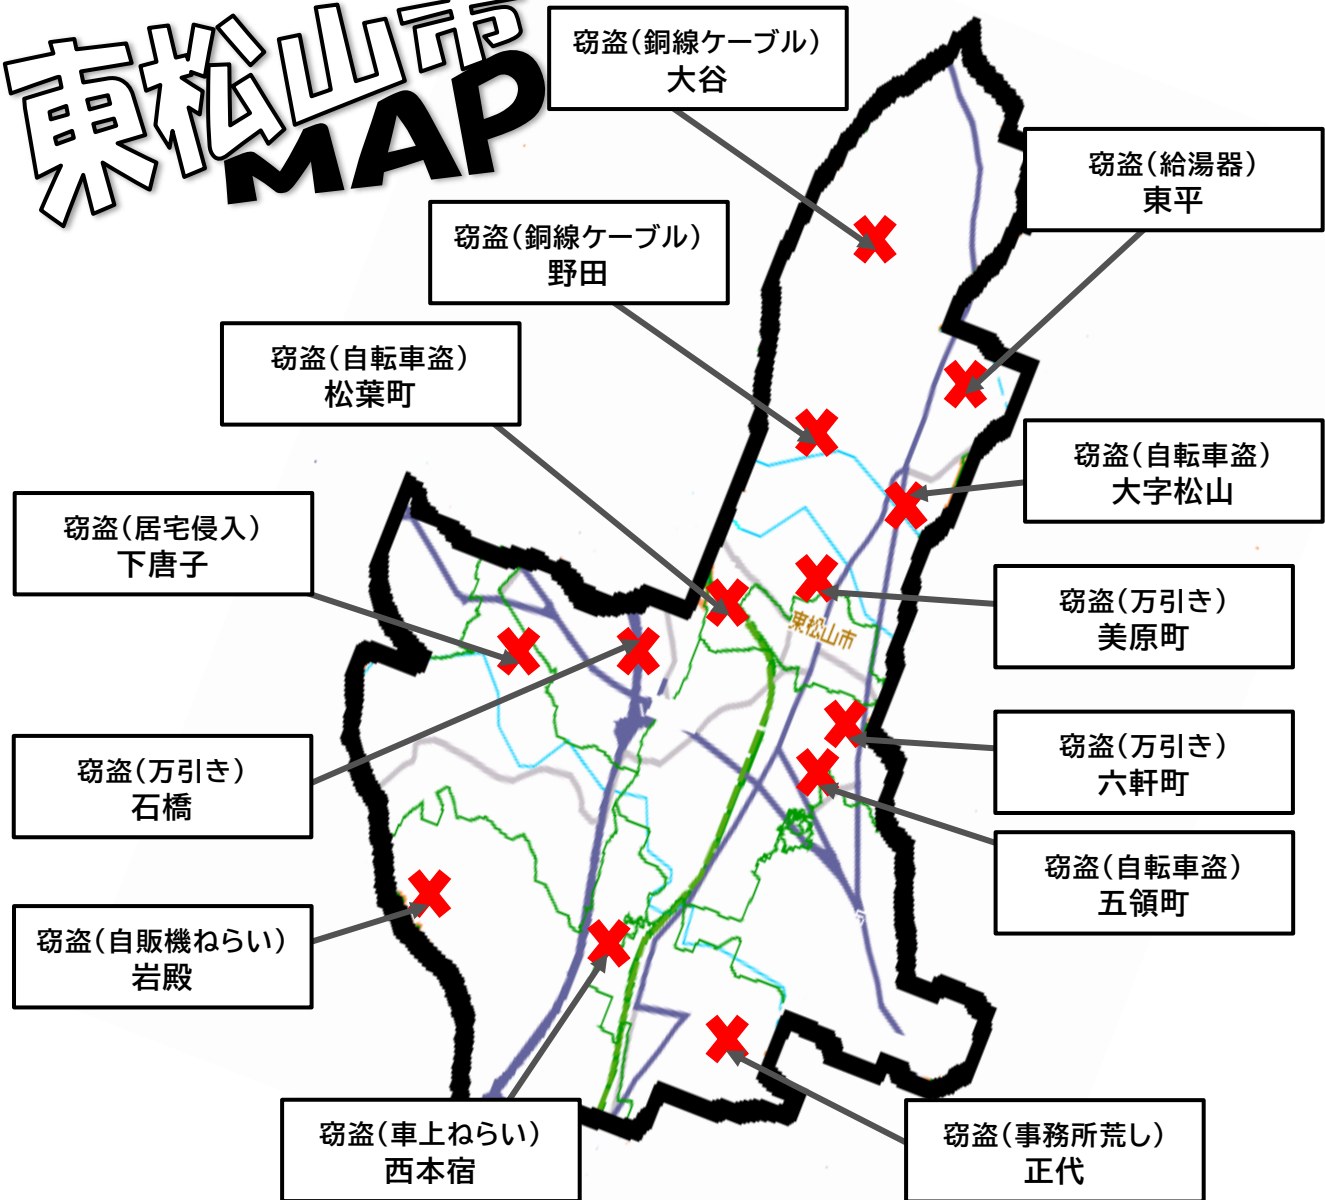 東松山市
MAP
窃盗(銅線ケーブル)
大谷
窃盗(給湯器)
東平
窃盗(銅線ケーブル)
野田
窃盗(自転車盗)
松葉町
窃盗(自転車盗)
大字松山
窃盗(居宅侵入)
下唐子
窃盗(万引き)
美原町
東松山市
窃盗(万引き)
石橋
窃盗(万引き)
六軒町
窃盗(自転車盗)
五領町
窃盗(自販機ねらい)
岩殿
窃盗(車上ねらい)
西本宿
窃盗(事務所荒し)
正代